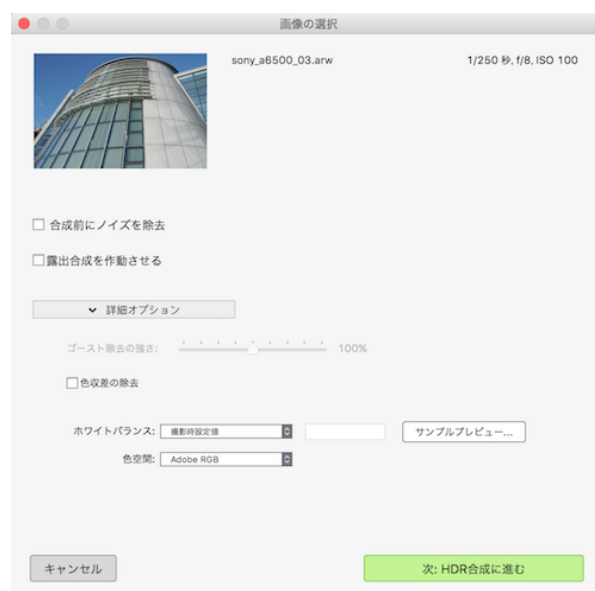 画像の選択
sony_a6500_03.arw 1/250 秒, f/8, ISO 100
合成前にノイズを除去
露出合成を作動させる
詳細オプション
ゴースト除去の強さ: 100%
色収差の除去
ホワイトバランス: 撮影時設定値 サンプルプレビュー...
色空間: Adobe RGB
キャンセル 次: HDR合成に進む